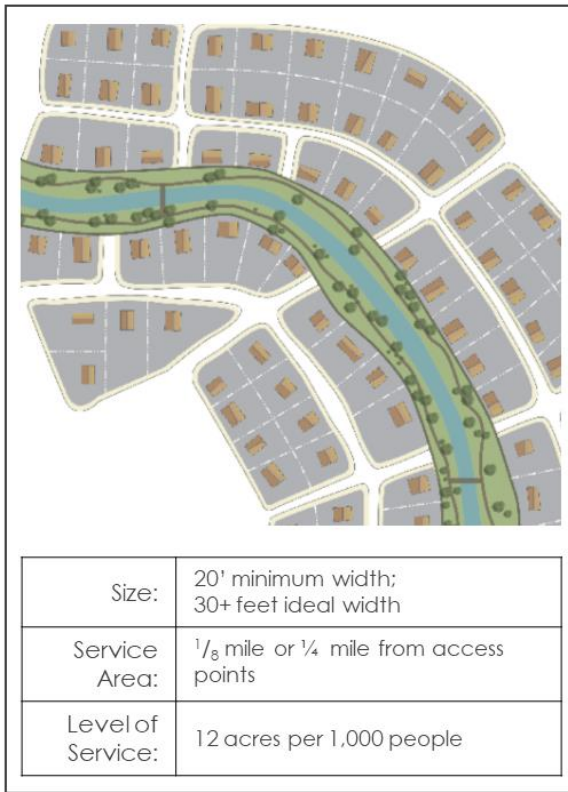 Size:
20' minimum width;
30+ feet ideal width
Service
Area:
1/8 mile or ¼ mile from access
points
Level of
Service:
12 acres per 1,000 people